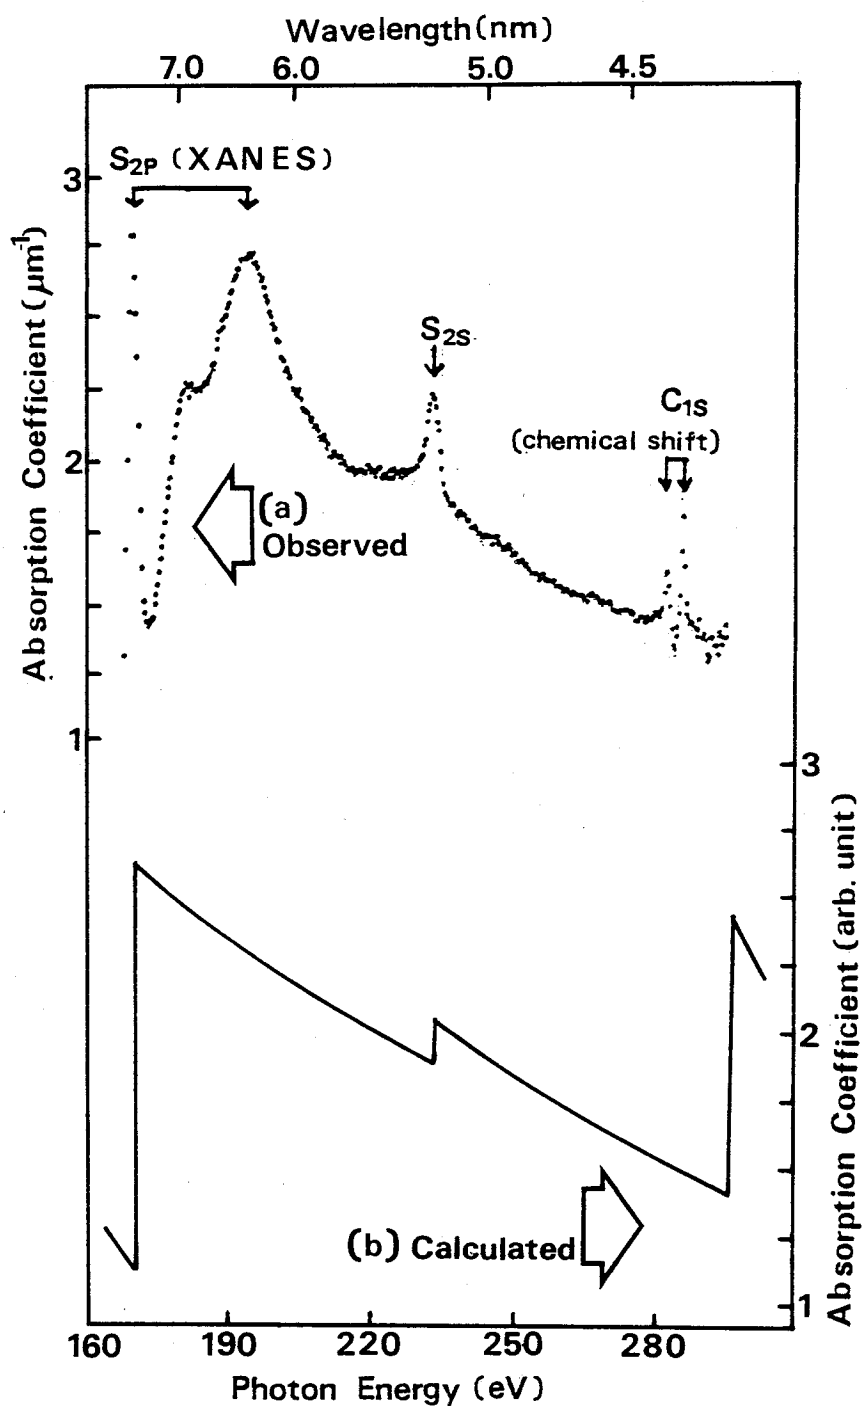 Wavelength(nm)
7.0 6.0 5.0 4.5
S2P (XANES)
3
S2S
C1S
(chemical shift)
2
(a)
Observed
1
Absorption Coefficient (μm-1)
3
2
1
Absorption Coefficient (arb. unit)
(b) Calculated
160 190 220 250 280
Photon Energy (eV)